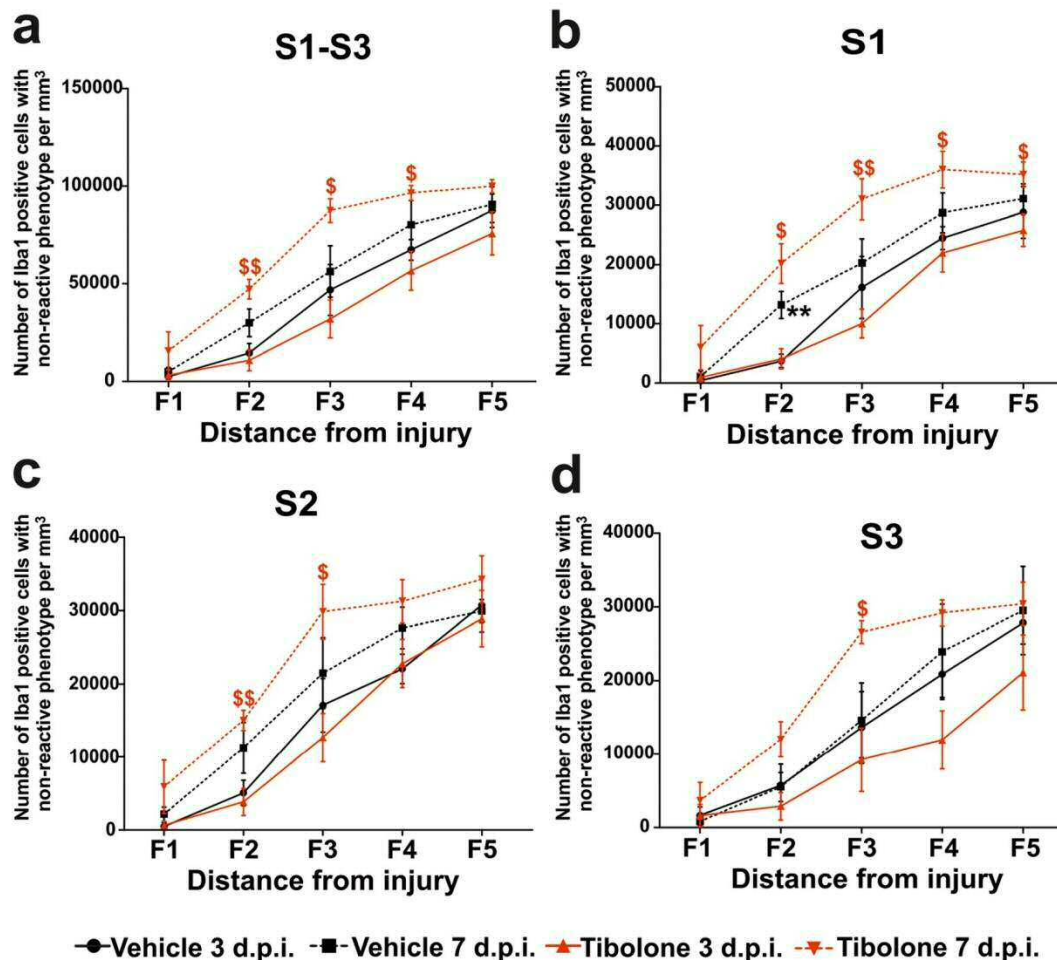 a
S1-S3
Number of Iba1 positive cells with
non-reactive phenotype per mm³
150000
100000
50000
0
$$
$
$
F1 F2 F3 F4 F5
Distance from injury
b
S1
Number of Iba1 positive cells with
non-reactive phenotype per mm³
50000
40000
30000
20000
10000
0
$
**
$$
$
$
F1 F2 F3 F4 F5
Distance from injury
c
S2
Number of Iba1 positive cells with
non-reactive phenotype per mm³
40000
30000
20000
10000
0
$$
$
F1 F2 F3 F4 F5
Distance from injury
d
S3
Number of Iba1 positive cells with
non-reactive phenotype per mm³
40000
30000
20000
10000
0
$
F1 F2 F3 F4 F5
Distance from injury
Vehicle 3 d.p.i. Vehicle 7 d.p.i. Tibolone 3 d.p.i. Tibolone 7 d.p.i.